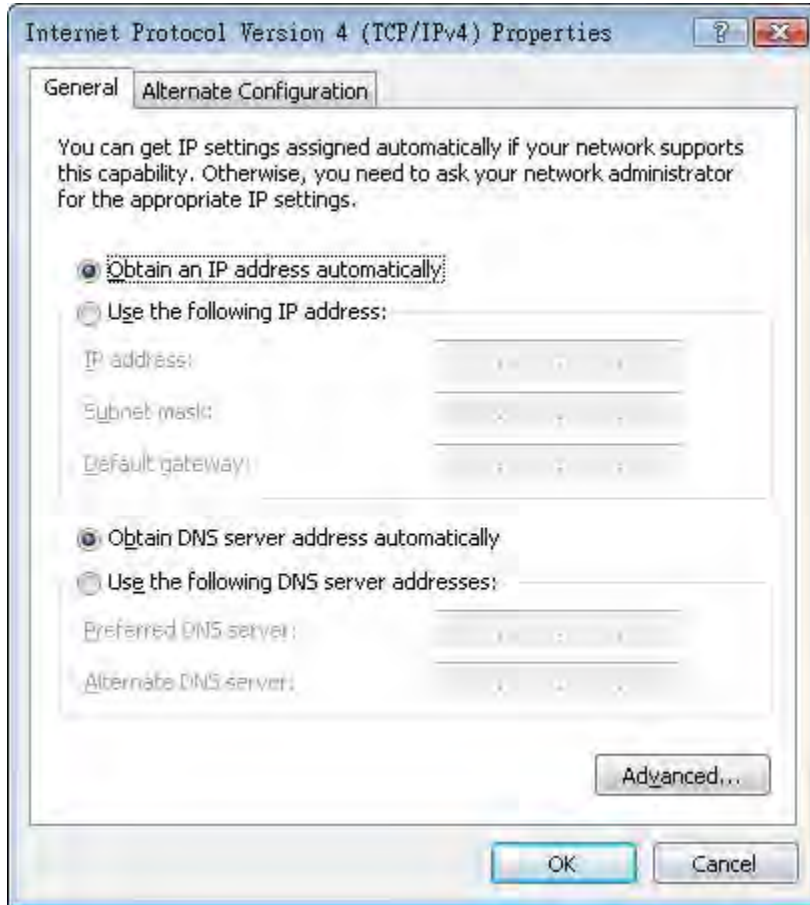 Internet Protocol Version 4 (TCP/IPv4) Properties
General
Alternate Configuration
You can get IP settings assigned automatically if your network supports
this capability. Otherwise, you need to ask your network administrator
for the appropriate IP settings.
Obtain an IP address automatically
Use the following IP address:
IP address:
Subnet mask:
Default gateway:
Obtain DNS server address automatically
Use the following DNS server addresses:
Preferred DNS server:
Alternate DNS server:
Advanced...
OK
Cancel